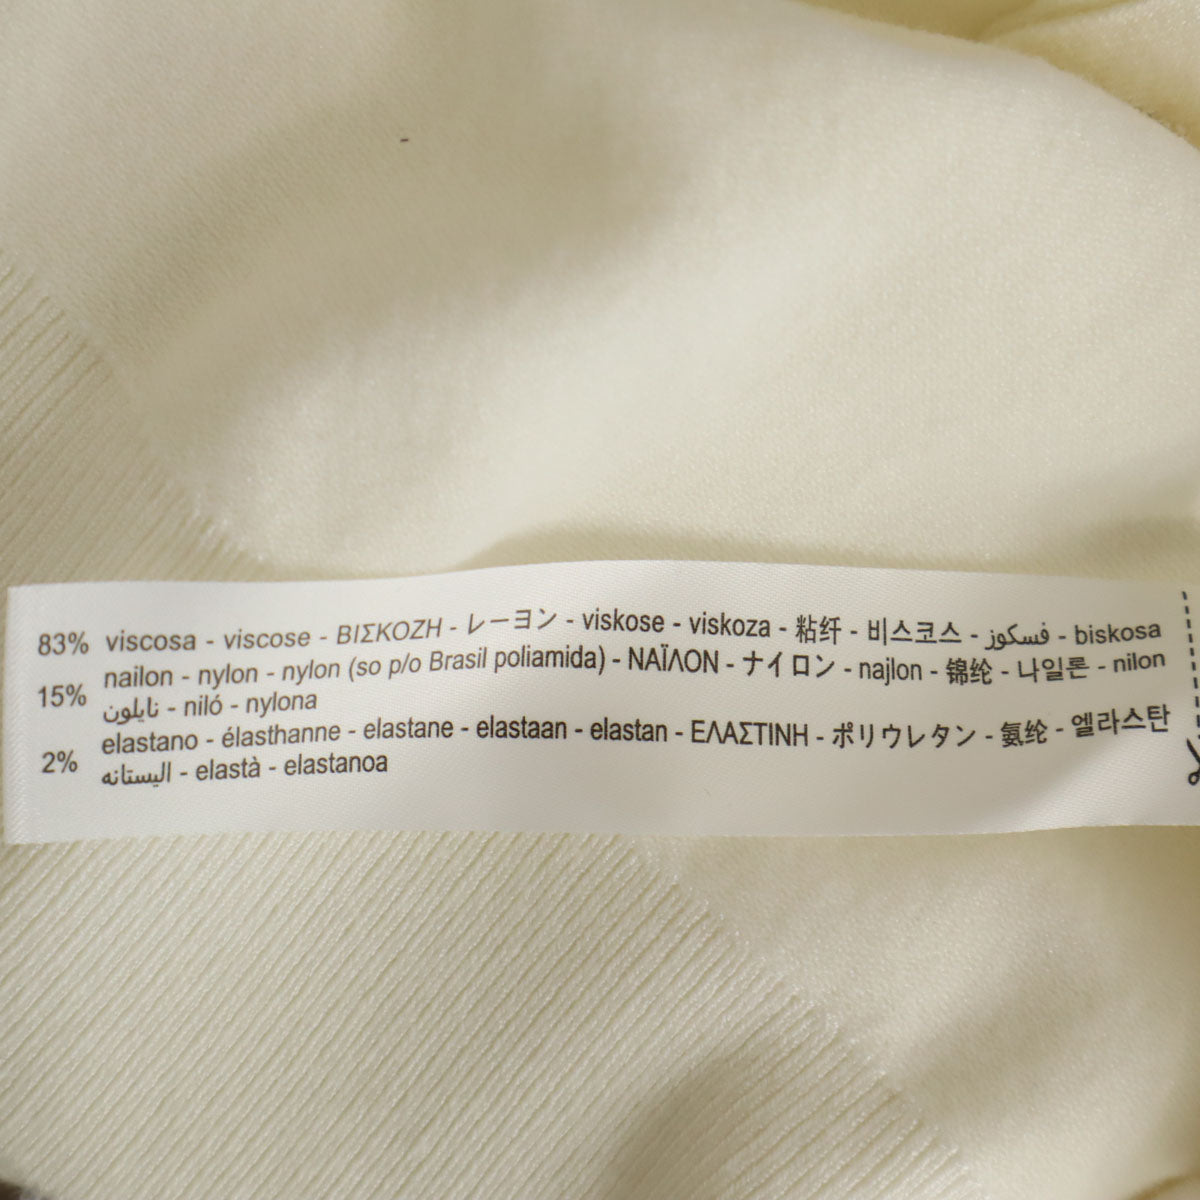 83% viscosa - viscose - ΒΙΣΚΟΖΗ - レーヨン - viskose - viskoza - 粘纤 - 비스코스 - فسكوز - biskosa
15% nailon - nylon - nylon (so p/o Brasil poliamida) - ΝΑΪΛΟΝ - ナイロン - najlon - 锦纶 - 나일론 - nilon
نايلون - niló - nylona
2% elastano - élasthanne - elastane - elastaan - elastan - ΕΛΑΣΤΙΝΗ - ポリウレタン - 氨纶 - 엘라스탄
اليستانه - elastà - elastanoa